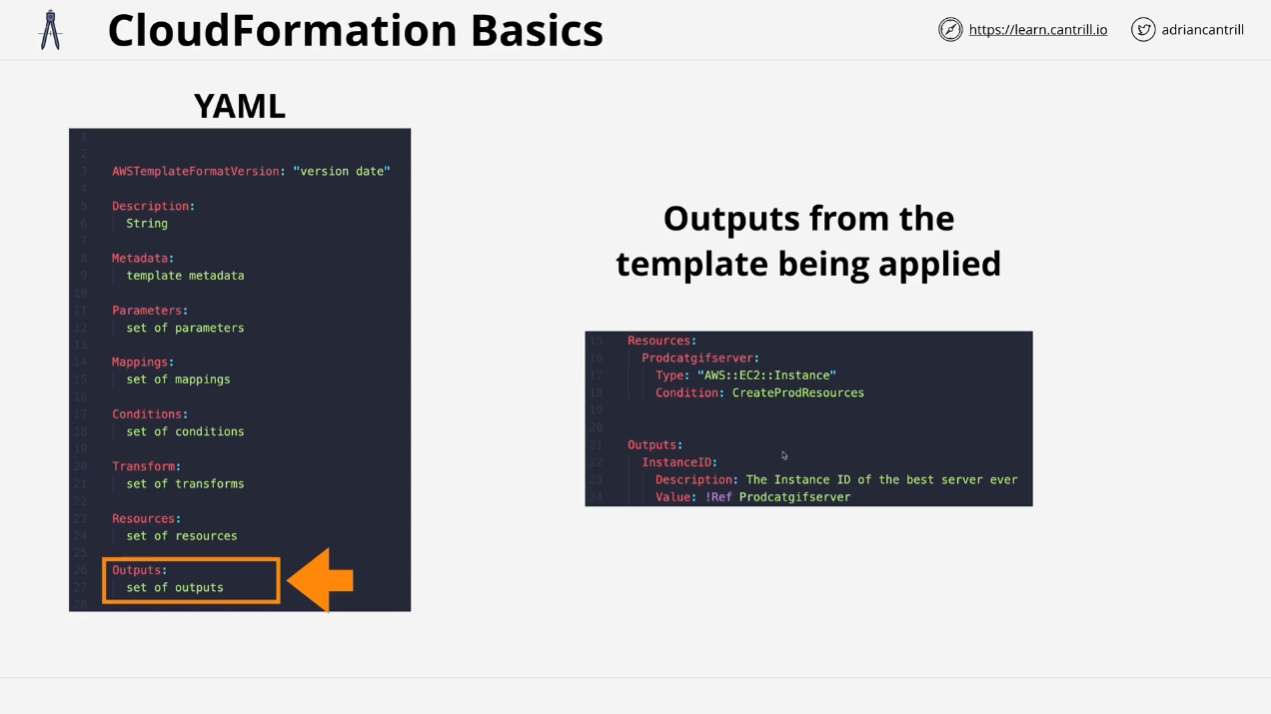 CloudFormation Basics
https://learn.cantrill.io
adriancantrill
YAML
1
2
3 AWSTemplateFormatVersion: "version date"
4
5 Description:
6 String
7
8 Metadata:
9 template metadata
10
11 Parameters:
12 set of parameters
13
14 Mappings:
15 set of mappings
16
17 Conditions:
18 set of conditions
19
20 Transform:
21 set of transforms
22
23 Resources:
24 set of resources
25
26 Outputs:
27 set of outputs
28
Outputs from the
template being applied
15 Resources:
16 Prodcatgifserver:
17 Type: "AWS::EC2::Instance"
18 Condition: CreateProdResources
19
20
21 Outputs:
22 InstanceID:
23 Description: The Instance ID of the best server ever
24 Value: !Ref Prodcatgifserver